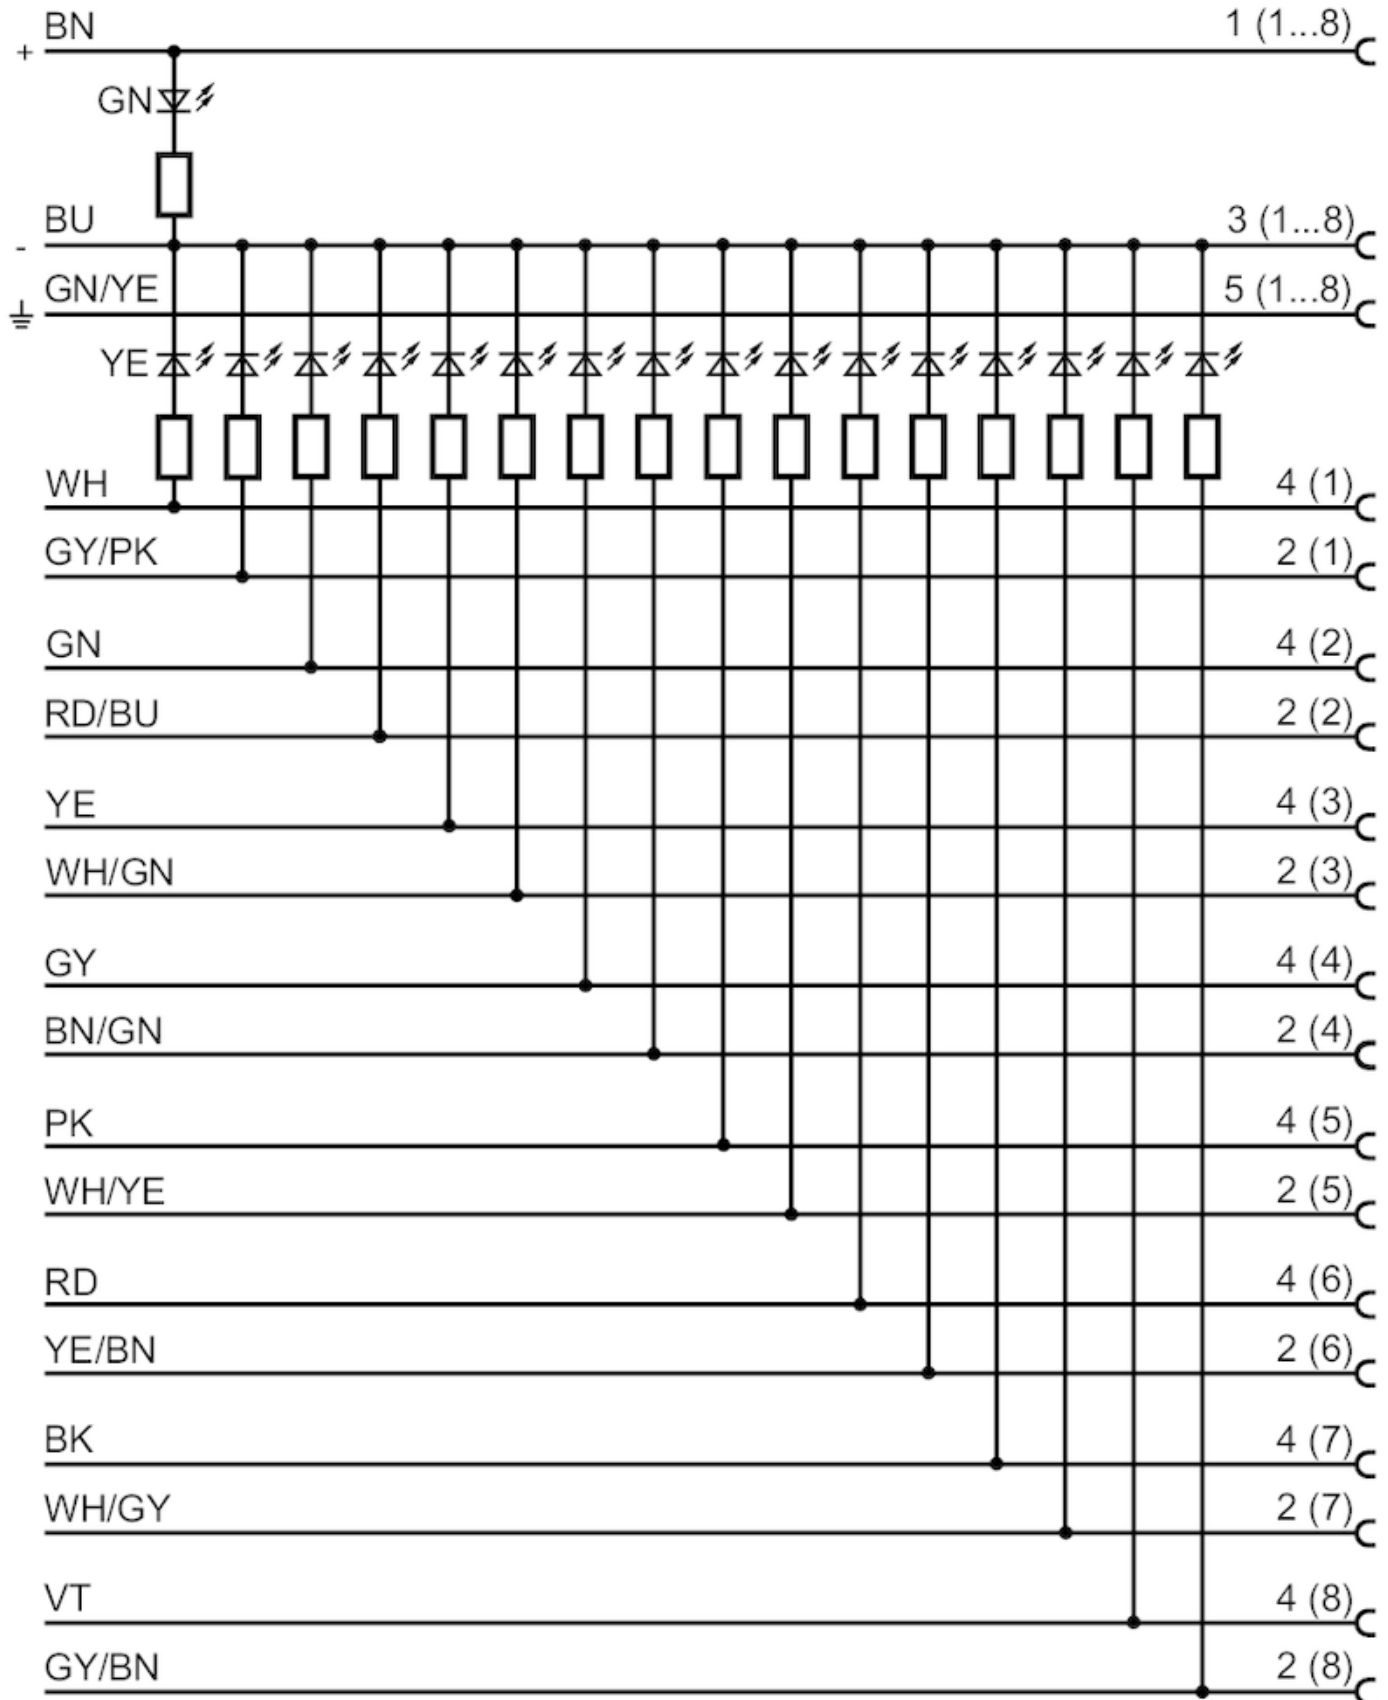 BN 1 (1...8)
+
GN
BU 3 (1...8)
-
GN/YE 5 (1...8)
YE
WH 4 (1)
GY/PK 2 (1)
GN 4 (2)
RD/BU 2 (2)
YE 4 (3)
WH/GN 2 (3)
GY 4 (4)
BN/GN 2 (4)
PK 4 (5)
WH/YE 2 (5)
RD 4 (6)
YE/BN 2 (6)
BK 4 (7)
WH/GY 2 (7)
VT 4 (8)
GY/BN 2 (8)